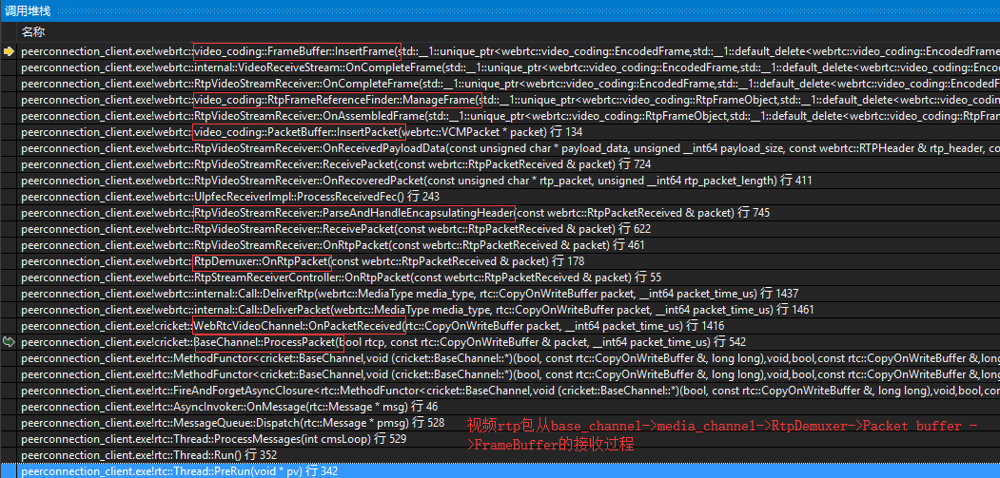 调用堆栈
名称
peerconnection_client.exe!webrtc::video_coding::FrameBuffer::InsertFrame(std::__1::unique_ptr<webrtc::video_coding::EncodedFrame,std::__1::default_delete<webrtc::video_coding::EncodedFrame
peerconnection_client.exe!webrtc::internal::VideoReceiveStream::OnCompleteFrame(std::__1::unique_ptr<webrtc::video_coding::EncodedFrame,std::__1::default_delete<webrtc::video_coding::Enco
peerconnection_client.exe!webrtc::RtpVideoStreamReceiver::OnCompleteFrame(std::__1::unique_ptr<webrtc::video_coding::EncodedFrame,std::__1::default_delete<webrtc::video_coding::Encode
peerconnection_client.exe!webrtc::video_coding::RtpFrameReferenceFinder::ManageFrame(std::__1::unique_ptr<webrtc::video_coding::RtpFrameObject,std::__1::default_delete<webrtc::video_co
peerconnection_client.exe!webrtc::RtpVideoStreamReceiver::OnAssembledFrame(std::__1::unique_ptr<webrtc::video_coding::RtpFrameObject,std::__1::default_delete<webrtc::video_coding::RtpFran
peerconnection_client.exe!webrtc::video_coding::PacketBuffer::InsertPacket(webrtc::VCMPacket * packet) 行 134
peerconnection_client.exe!webrtc::RtpVideoStreamReceiver::OnReceivedPayloadData(const unsigned char * payload_data, unsigned __int64 payload_size, const webrtc::RTPHeader & rtp_header, co
peerconnection_client.exe!webrtc::RtpVideoStreamReceiver::ReceivePacket(const webrtc::RtpPacketReceived & packet) 行 724
peerconnection_client.exe!webrtc::RtpVideoStreamReceiver::OnRecoveredPacket(const unsigned char * rtp_packet, unsigned __int64 rtp_packet_length) 行 411
peerconnection_client.exe!webrtc::UlpfecReceiverImpl::ProcessReceivedFec() 行 243
peerconnection_client.exe!webrtc::RtpVideoStreamReceiver::ParseAndHandleEncapsulatingHeader(const webrtc::RtpPacketReceived & packet) 行 745
peerconnection_client.exe!webrtc::RtpVideoStreamReceiver::ReceivePacket(const webrtc::RtpPacketReceived & packet) 行 622
peerconnection_client.exe!webrtc::RtpVideoStreamReceiver::OnRtpPacket(const webrtc::RtpPacketReceived & packet) 行 461
peerconnection_client.exe!webrtc::RtpDemuxer::OnRtpPacket(const webrtc::RtpPacketReceived & packet) 行 178
peerconnection_client.exe!webrtc::RtpStreamReceiverController::OnRtpPacket(const webrtc::RtpPacketReceived & packet) 行 55
peerconnection_client.exe!webrtc::internal::Call::DeliverRtp(webrtc::MediaType media_type, rtc::CopyOnWriteBuffer packet, __int64 packet_time_us) 行 1437
peerconnection_client.exe!webrtc::internal::Call::DeliverPacket(webrtc::MediaType media_type, rtc::CopyOnWriteBuffer packet, __int64 packet_time_us) 行 1461
peerconnection_client.exe!cricket::WebRtcVideoChannel::OnPacketReceived(rtc::CopyOnWriteBuffer packet, __int64 packet_time_us) 行 1416
peerconnection_client.exe!cricket::BaseChannel::ProcessPacket(bool rtcp, const rtc::CopyOnWriteBuffer & packet, __int64 packet_time_us) 行 542
peerconnection_client.exe!rtc::MethodFunctor<cricket::BaseChannel,void (cricket::BaseChannel::*)(bool, const rtc::CopyOnWriteBuffer &, long long),void,bool,const rtc::CopyOnWriteBuffer &,long
peerconnection_client.exe!rtc::MethodFunctor<cricket::BaseChannel,void (cricket::BaseChannel::*)(bool, const rtc::CopyOnWriteBuffer &, long long),void,bool,const rtc::CopyOnWriteBuffer &,long
peerconnection_client.exe!rtc::FireAndForgetAsyncClosure<rtc::MethodFunctor<cricket::BaseChannel,void (cricket::BaseChannel::*)(bool, const rtc::CopyOnWriteBuffer &, long long),void,bool,co
peerconnection_client.exe!rtc::AsyncInvoker::OnMessage(rtc::Message * msg) 行 46
peerconnection_client.exe!rtc::MessageQueue::Dispatch(rtc::Message * pmsg) 行 528
视频rtp包从base_channel->media_channel->RtpDemuxer->Packet buffer -
peerconnection_client.exe!rtc::Thread::ProcessMessages(int cmsLoop) 行 529
>FrameBuffer的接收过程
peerconnection_client.exe!rtc::Thread::Run() 行 352
peerconnection_client.exe!rtc::Thread::PreRun(void * pv) 行 342